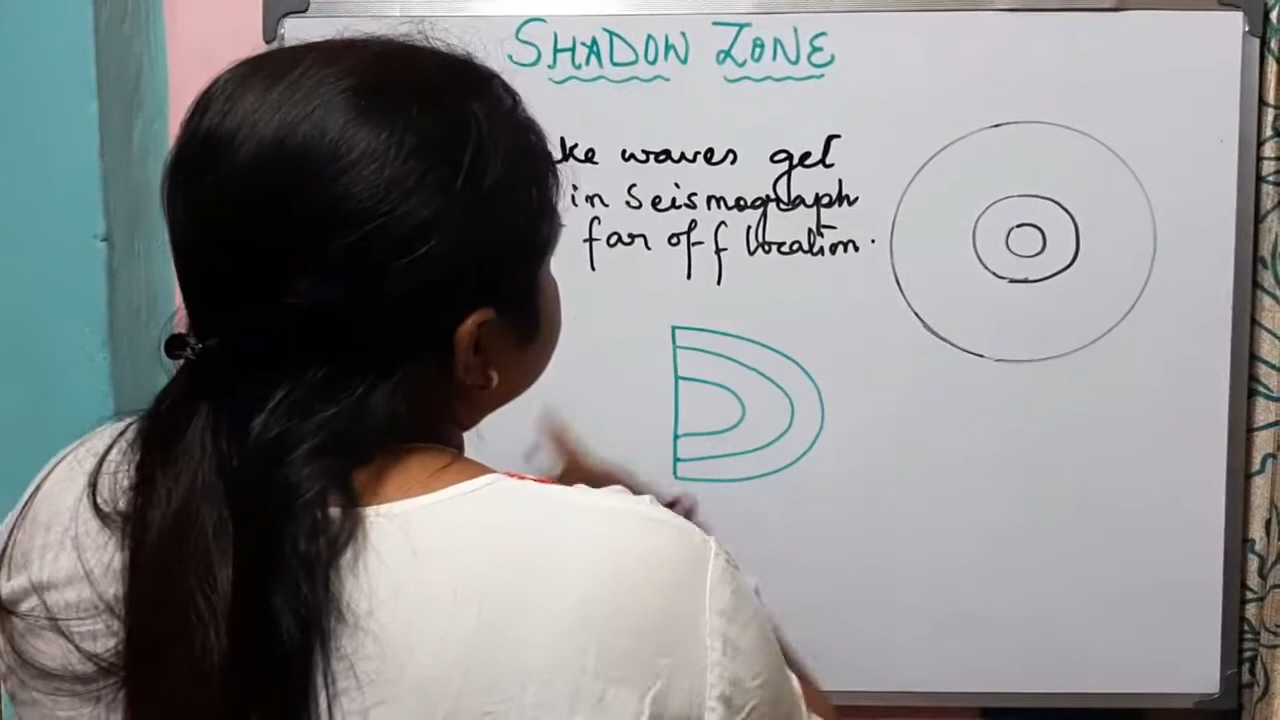 SHADOW ZONE
ke waves get
in Seismograph
far off location.